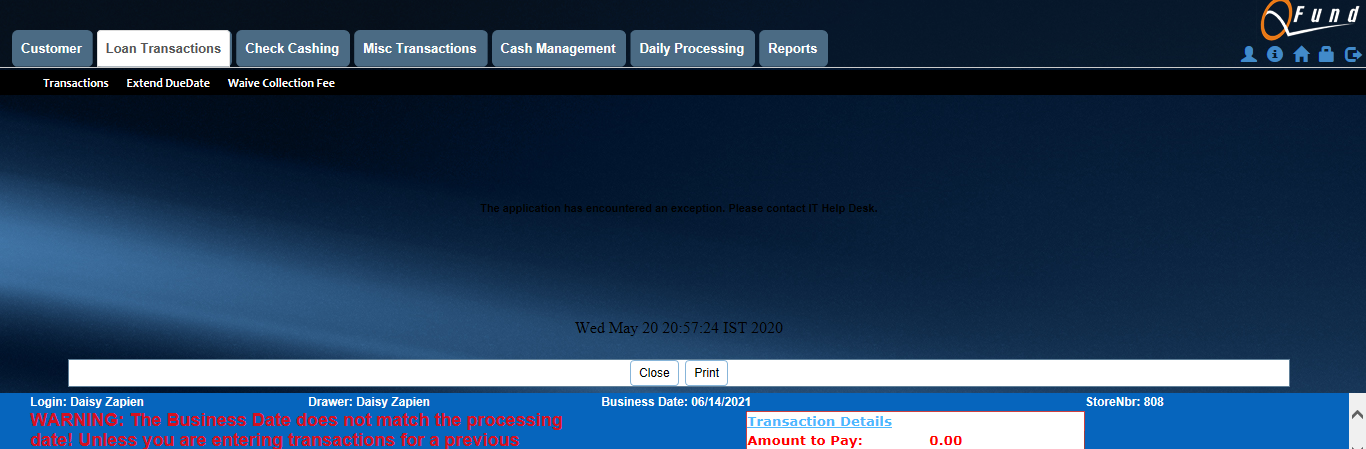 Fund
Customer Loan Transactions Check Cashing Misc Transactions Cash Management Daily Processing Reports
Transactions Extend DueDate Waive Collection Fee
The application has encountered an exception. Please contact IT Help Desk.
Wed May 20 20:57:24 IST 2020
Close Print
Login: Daisy Zapien Drawer: Daisy Zapien Business Date: 06/14/2021 StoreNbr: 808
WARNING: The Business Date does not match the processing
date! Unless you are entering transactions for a previous
Transaction Details
Amount to Pay: 0.00